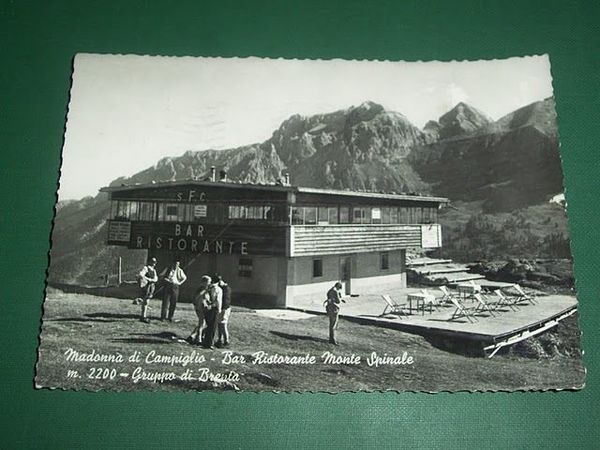 S.F.C.
BAR
RISTORANTE
Madonna di Campiglio - Bar Ristorante Monte Spinale
m. 2200 - Gruppo di Brenta